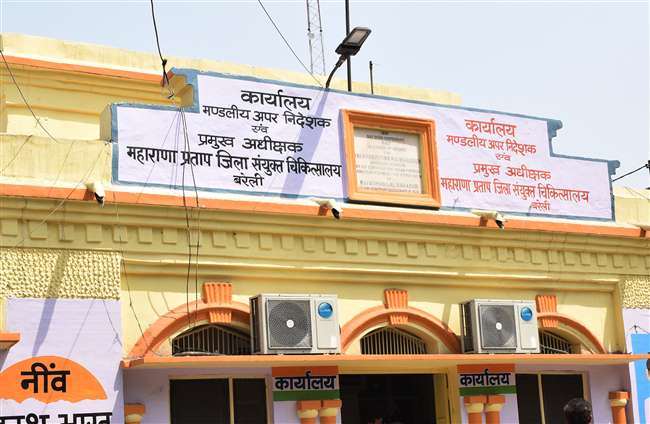 कार्यालय
मण्डलीय अपर निदेशक
एवंम
प्रमुख अधीक्षक
महाराणा प्रताप जिला संयुक्त चिकित्सालय
बरेली
कार्यालय
मण्डलीय अपर निदेशक
एवंम
प्रमुख अधीक्षक
महाराणा प्रताप जिला संयुक्त चिकित्सालय
बरेली
नींव
कार्यालय
कार्यालय